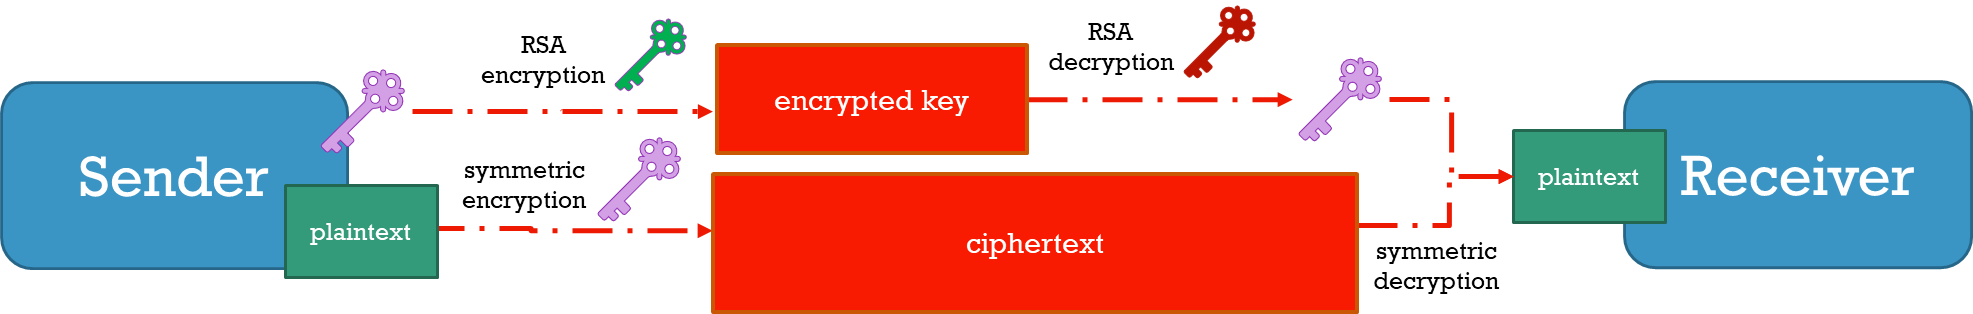 Sender
plaintext
RSA
encryption
symmetric
encryption
encrypted key
ciphertext
RSA
decryption
symmetric
decryption
plaintext
Receiver